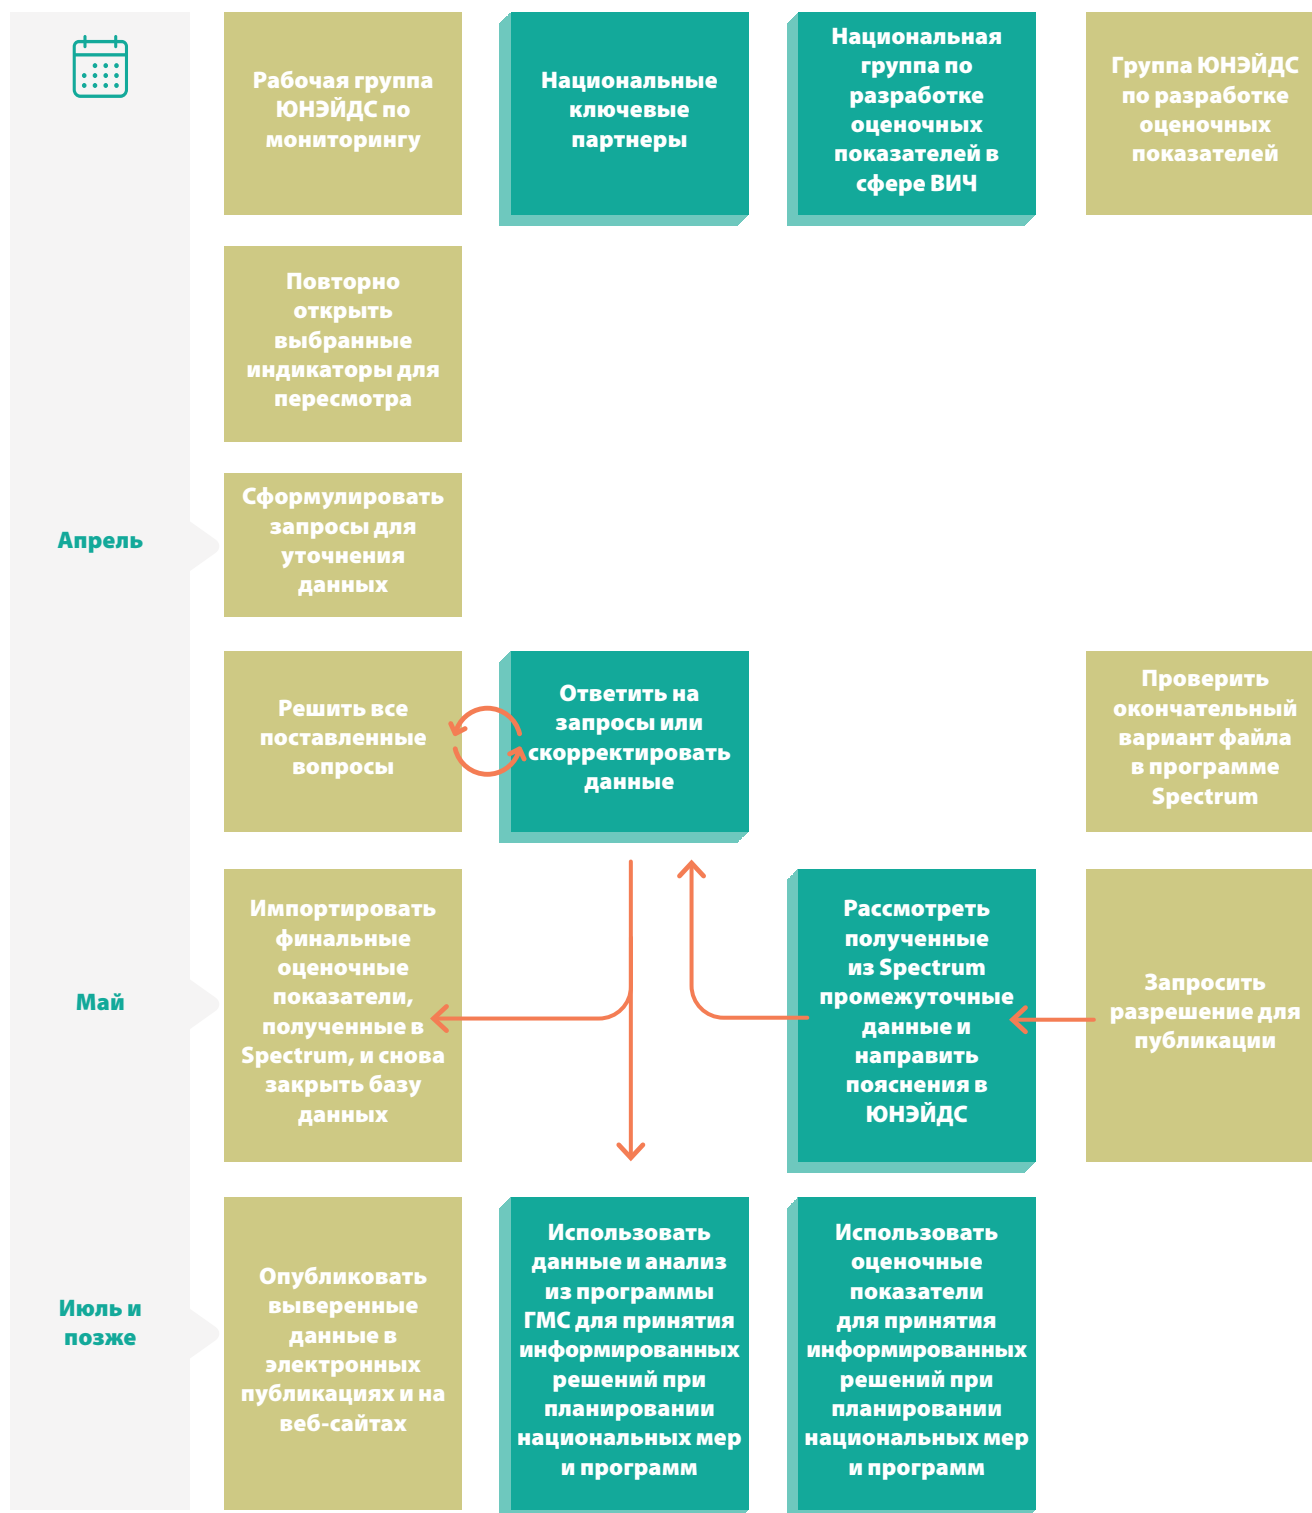 Рабочая группа
ЮНЭЙДС по
мониторингу
Национальные
ключевые
партнеры
Национальная
группа по
разработке
оценочных
показателей в
сфере ВИЧ
Группа ЮНЭЙДС
по разработке
оценочных
показателей
Апрель
Повторно
открыть
выбранные
индикаторы для
пересмотра
Сформулировать
запросы для
уточнения
данных
Решить все
поставленные
вопросы
Ответить на
запросы или
скорректировать
данные
Проверить
окончательный
вариант файла
в программе
Spectrum
Май
Импортировать
финальные
оценочные
показатели,
полученные в
Spectrum, и снова
закрыть базу
данных
Рассмотреть
полученные
из Spectrum
промежуточные
данные и
направить
пояснения в
ЮНЭЙДС
Запросить
разрешение для
публикации
Июль и
позже
Опубликовать
выверенные
данные в
электронных
публикациях и на
веб-сайтах
Использовать
данные и анализ
из программы
ГМС для принятия
информированных
решений при
планировании
национальных мер
и программ
Использовать
оценочные
показатели
для принятия
информированных
решений при
планировании
национальных мер
и программ